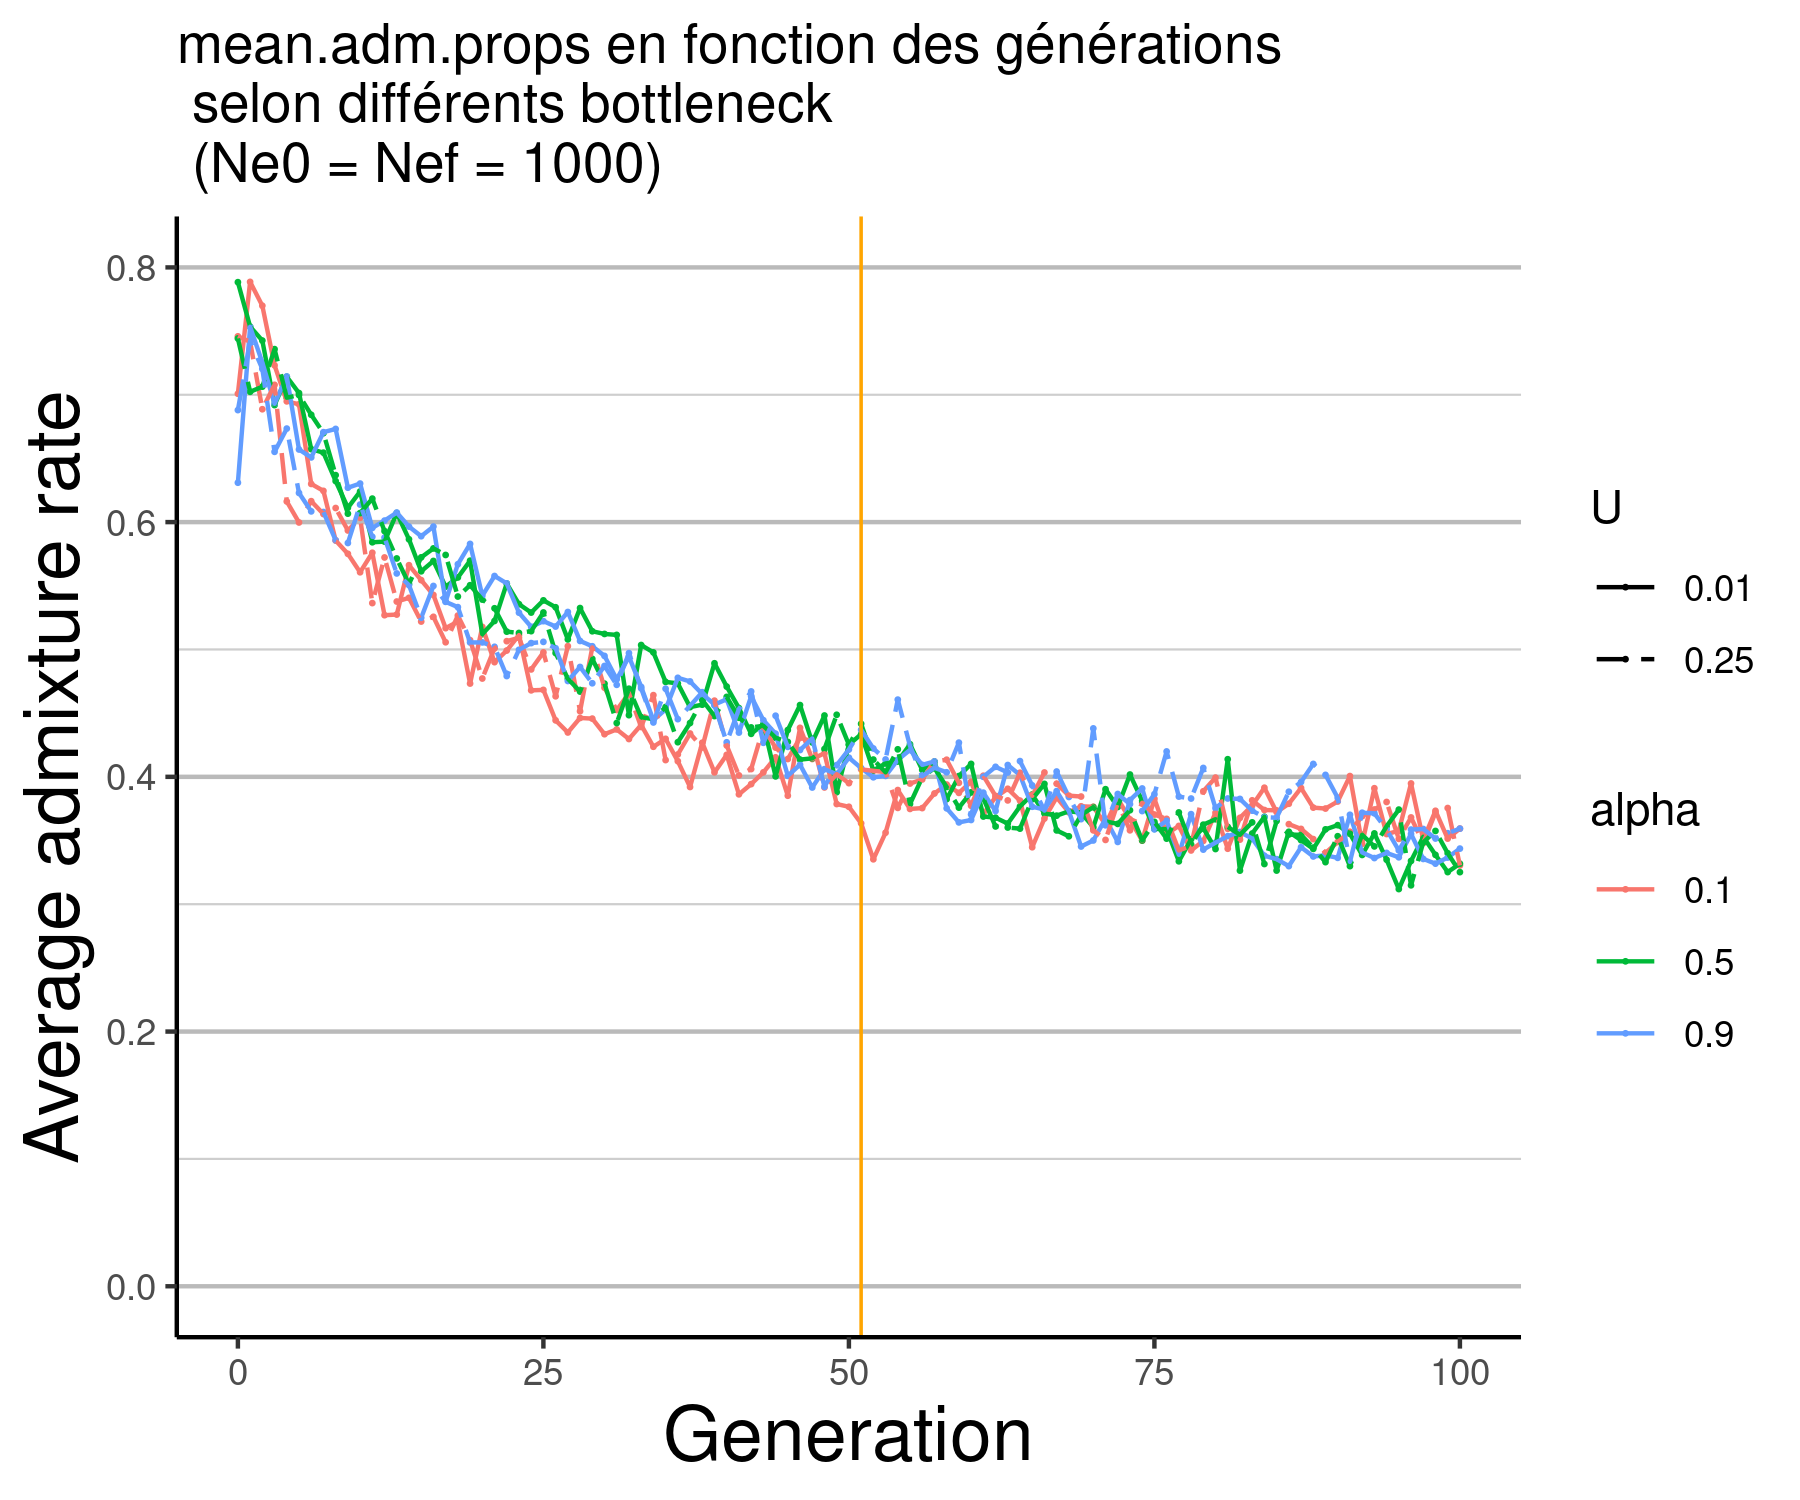 mean.adm.props en fonction des générations
selon différents bottleneck
(Ne0 = Nef = 1000)
Average admixture rate
0.8
0.6
0.4
0.2
0.0
0
25
50
75
100
Generation
U
0.01
0.25
alpha
0.1
0.5
0.9